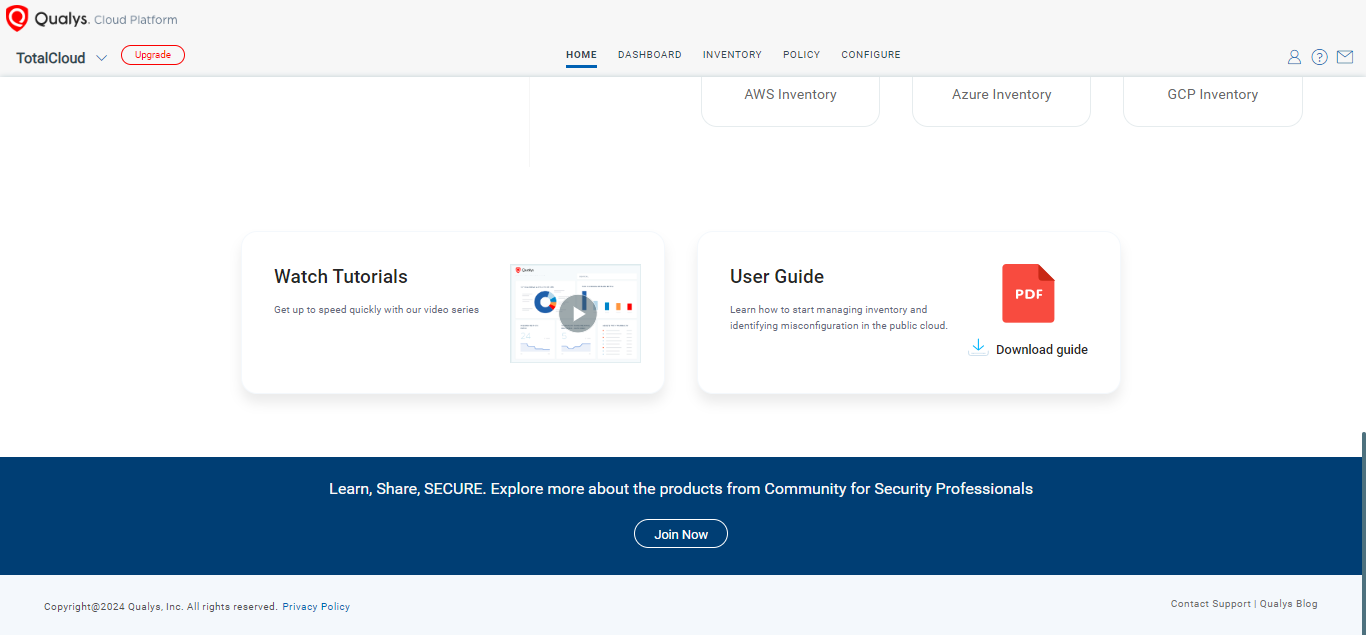 Qualys. Cloud Platform
TotalCloud
Upgrade
HOME DASHBOARD INVENTORY POLICY CONFIGURE
AWS Inventory
Azure Inventory
GCP Inventory
Watch Tutorials
Get up to speed quickly with our video series
Qualys
User Guide
Learn how to start managing inventory and
identifying misconfiguration in the public cloud.
PDF
Download guide
Learn, Share, SECURE. Explore more about the products from Community for Security Professionals
Join Now
Copyright@2024 Qualys, Inc. All rights reserved. Privacy Policy
Contact Support | Qualys Blog